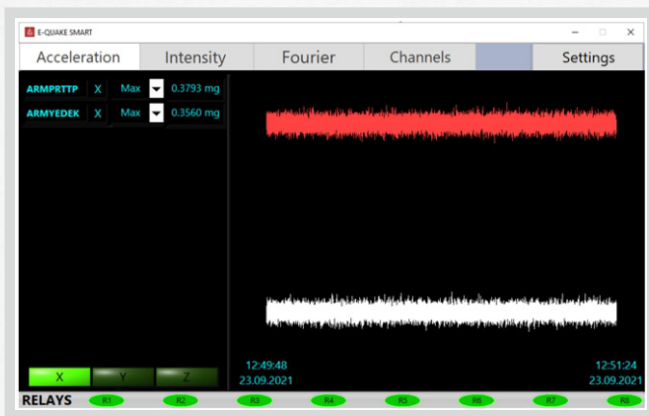 E-QUAKE SMART
Acceleration Intensity Fourier Channels Settings
ARMPRTTP X Max 0.3793 mg
ARMYEDEK X Max 0.3560 mg
X Y Z
12:49:48 12:51:24
23.09.2021 23.09.2021
RELAYS R1 R2 R3 R4 R5 R6 R7 R8